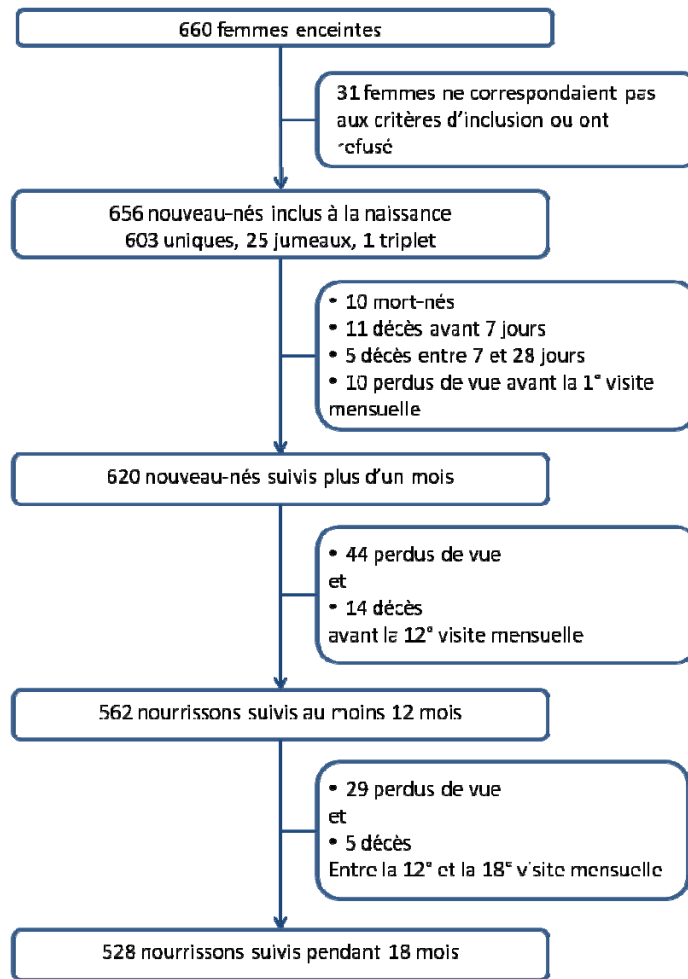 660 femmes enceintes
31 femmes ne correspondaient pas
aux critères d'inclusion ou ont
refusé
656 nouveau-nés inclus à la naissance
603 uniques, 25 jumeaux, 1 triplet
• 10 mort-nés
• 11 décès avant 7 jours
• 5 décès entre 7 et 28 jours
• 10 perdus de vue avant la 1° visite
mensuelle
620 nouveau-nés suivis plus d'un mois
• 44 perdus de vue
et
• 14 décès
avant la 12° visite mensuelle
562 nourrissons suivis au moins 12 mois
• 29 perdus de vue
et
• 5 décès
Entre la 12° et la 18° visite mensuelle
528 nourrissons suivis pendant 18 mois